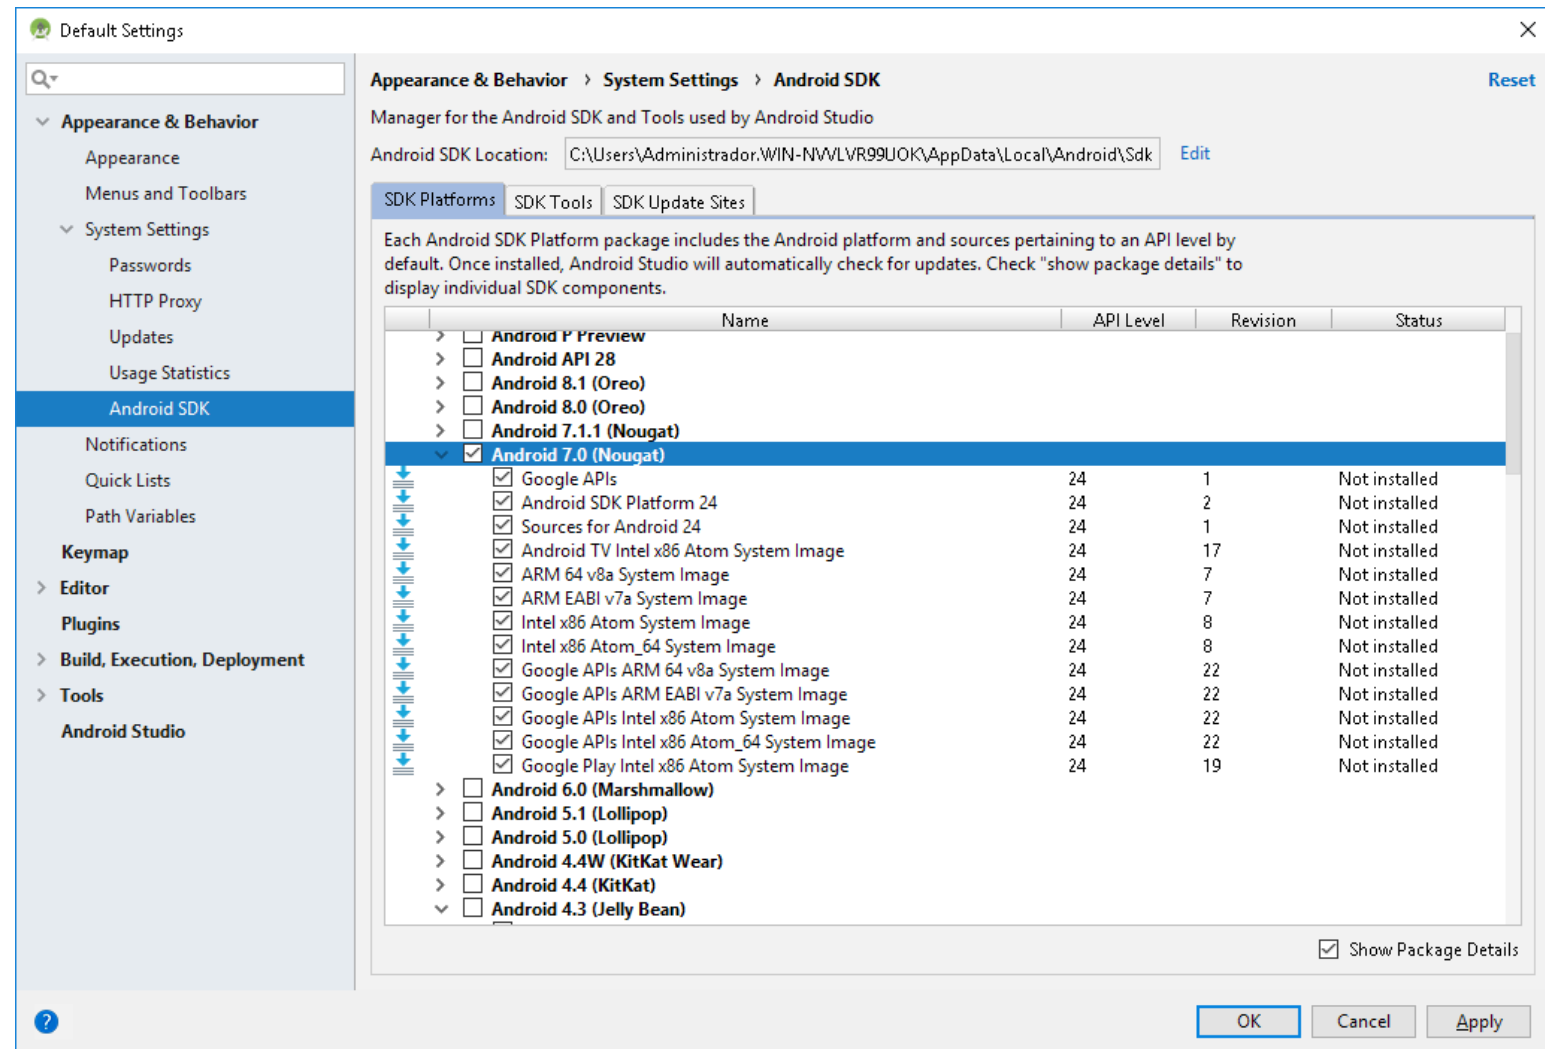 Default Settings
Appearance & Behavior
Appearance
Menus and Toolbars
System Settings
Passwords
HTTP Proxy
Updates
Usage Statistics
Android SDK
Notifications
Quick Lists
Path Variables
Keymap
Editor
Plugins
Build, Execution, Deployment
Tools
Android Studio
Appearance & Behavior › System Settings › Android SDK
Reset
Manager for the Android SDK and Tools used by Android Studio
Android SDK Location: C:\Users\Administrador.WIN-NVVLVR99UOK\AppData\Local\Android\Sdk Edit
SDK Platforms SDK Tools SDK Update Sites
Each Android SDK Platform package includes the Android platform and sources pertaining to an API level by
default. Once installed, Android Studio will automatically check for updates. Check "show package details" to
display individual SDK components.
Name API Level Revision Status
Android P Preview
Android API 28
Android 8.1 (Oreo)
Android 8.0 (Oreo)
Android 7.1.1 (Nougat)
Android 7.0 (Nougat)
Google APIs 24 1 Not installed
Android SDK Platform 24 24 2 Not installed
Sources for Android 24 24 1 Not installed
Android TV Intel x86 Atom System Image 24 17 Not installed
ARM 64 v8a System Image 24 7 Not installed
ARM EABI v7a System Image 24 7 Not installed
Intel x86 Atom System Image 24 8 Not installed
Intel x86 Atom_64 System Image 24 8 Not installed
Google APIs ARM 64 v8a System Image 24 22 Not installed
Google APIs ARM EABI v7a System Image 24 22 Not installed
Google APIs Intel x86 Atom System Image 24 22 Not installed
Google APIs Intel x86 Atom_64 System Image 24 22 Not installed
Google Play Intel x86 Atom System Image 24 19 Not installed
Android 6.0 (Marshmallow)
Android 5.1 (Lollipop)
Android 5.0 (Lollipop)
Android 4.4W (KitKat Wear)
Android 4.4 (KitKat)
Android 4.3 (Jelly Bean)
Show Package Details
? OK Cancel Apply